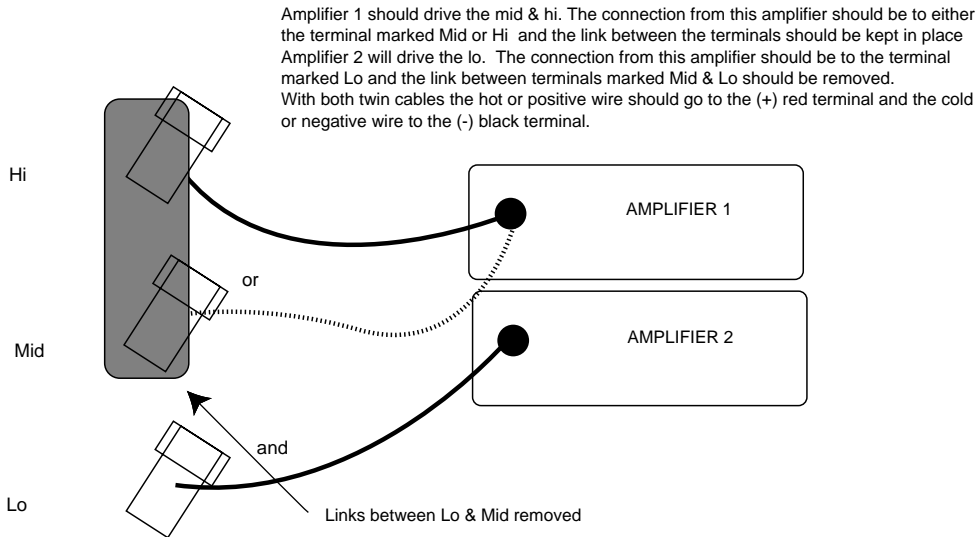 Amplifier 1 should drive the mid & hi. The connection from this amplifier should be to either
the terminal marked Mid or Hi and the link between the terminals should be kept in place
Amplifier 2 will drive the lo. The connection from this amplifier should be to the terminal
marked Lo and the link between terminals marked Mid & Lo should be removed.
With both twin cables the hot or positive wire should go to the (+) red terminal and the cold
or negative wire to the (-) black terminal.
Hi
AMPLIFIER 1
or
Mid
AMPLIFIER 2
and
Lo
Links between Lo & Mid removed